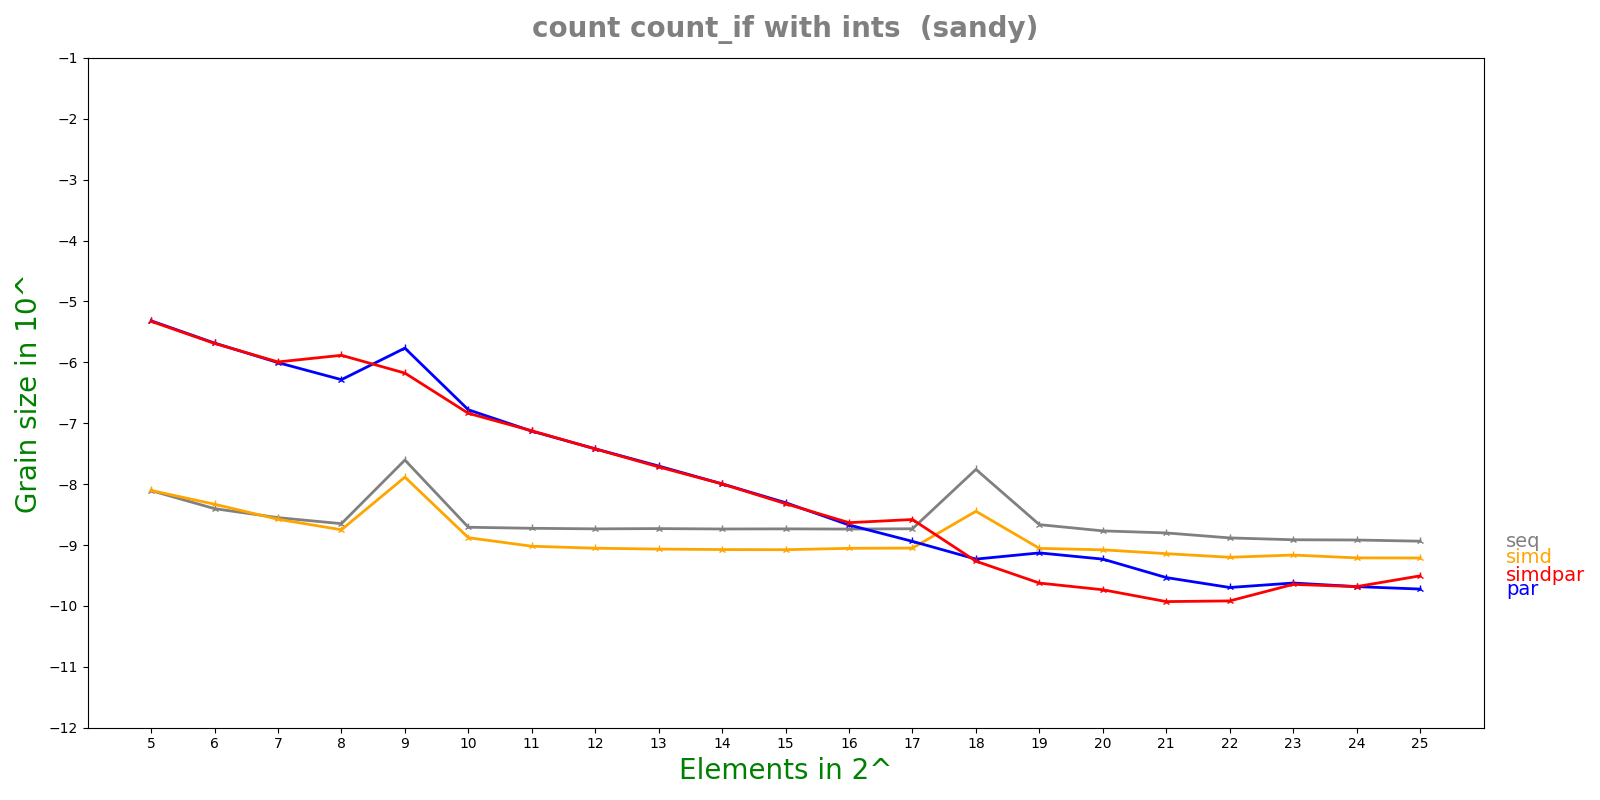 count count_if with ints  (sandy)
Grain size in 10^
−1
−2
−3
−4
−5
−6
−7
−8
−9
−10
−11
−12
5 6 7 8 9 10 11 12 13 14 15 16 17 18 19 20 21 22 23 24 25
Elements in 2^
seq
simd
simdpar
par